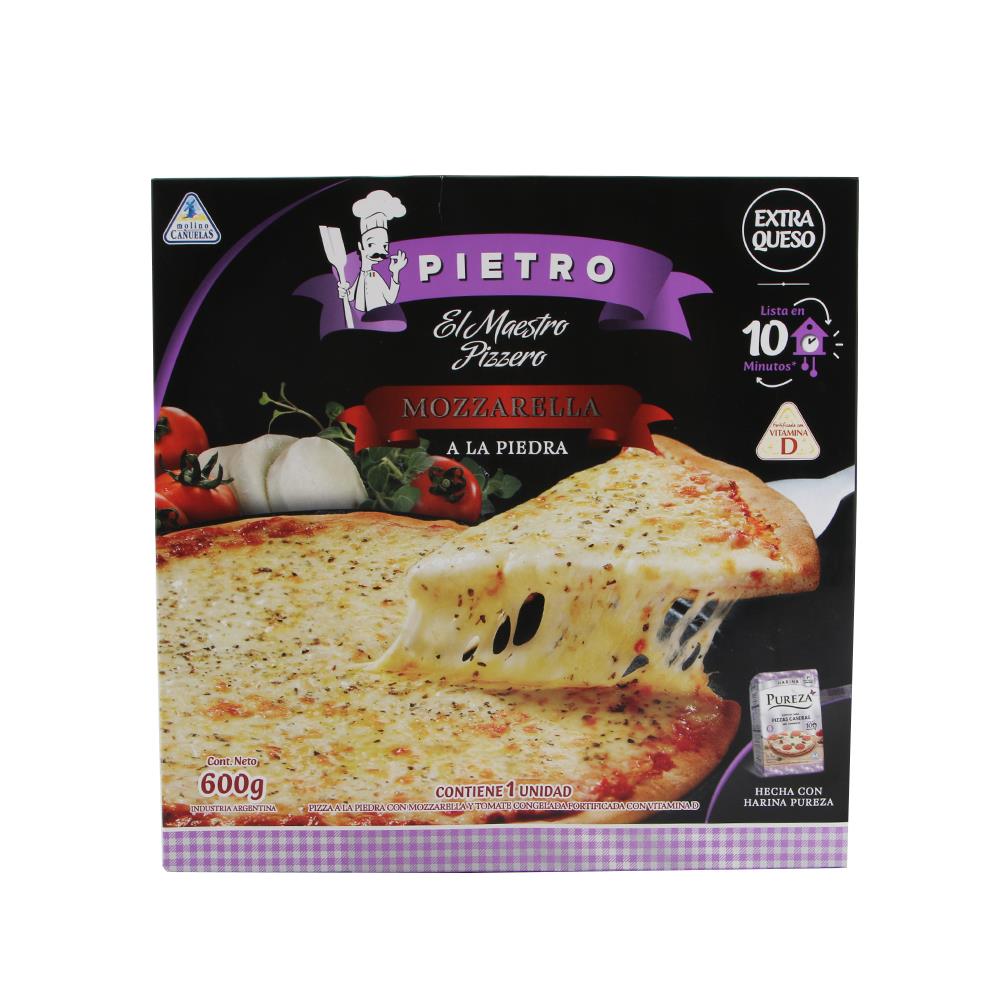 molino
CAÑUELAS
PIETRO
El Maestro
Pizzero
MOZZARELLA
A LA PIEDRA
EXTRA
QUESO
Lista en
10
Minutos*
Fortificada con
VITAMINA
D
HARINA
PUREZA
PIZZAS CASERAS
HECHA CON
HARINA PUREZA
Cont. Neto
600g
INDUSTRIA ARGENTINA
CONTIENE 1 UNIDAD
PIZZA A LA PIEDRA CON MOZZARELLA Y TOMATE CONGELADA FORTIFICADA CON VITAMINA D